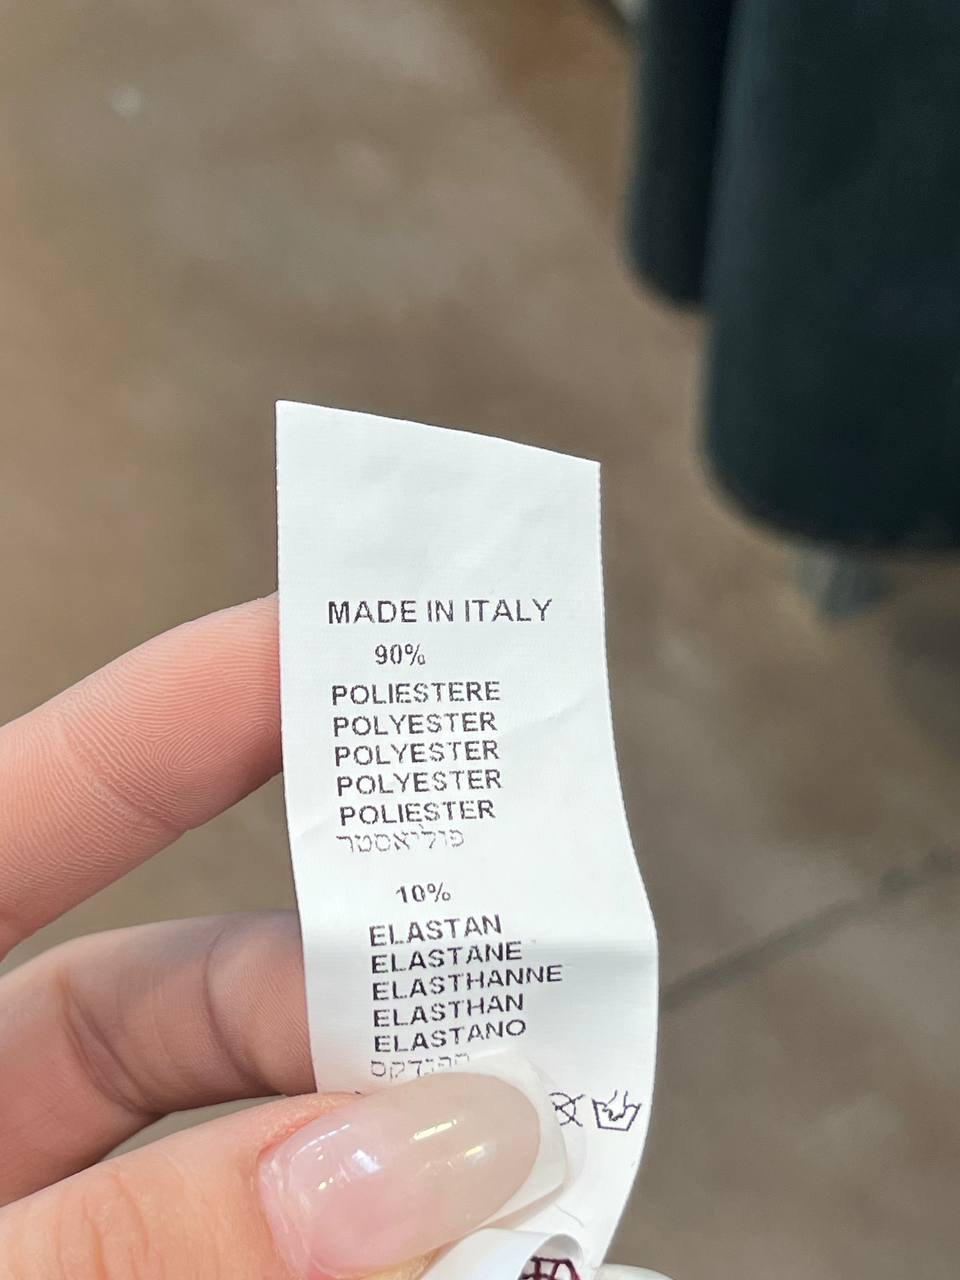 MADE IN ITALY
90%
POLIESTERE
POLYESTER
POLYESTER
POLYESTER
POLIESTER
פוליאסטר
10%
ELASTAN
ELASTANE
ELASTHANNE
ELASTHAN
ELASTANO